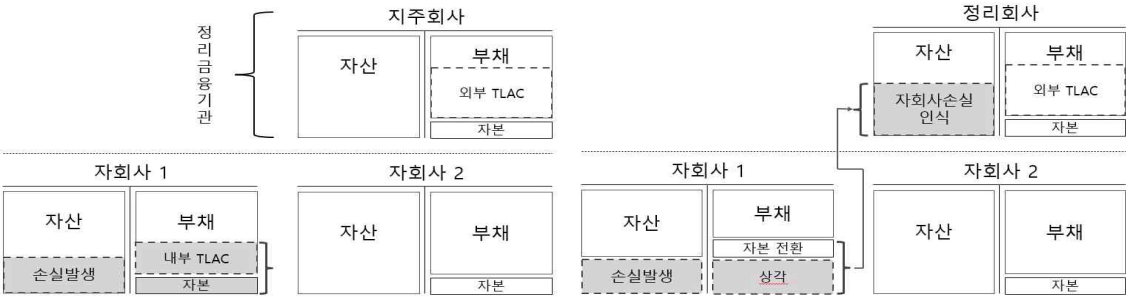 지주회사
정리금융기관
자산
부채
외부 TLAC
자본
자회사 1
자산
부채
내부 TLAC
손실발생
자본
자회사 2
자산
부채
자본
정리회사
자산
부채
자회사손실
인식
외부 TLAC
자본
자회사 1
자산
부채
자본 전환
손실발생
상각
자회사 2
자산
부채
자본